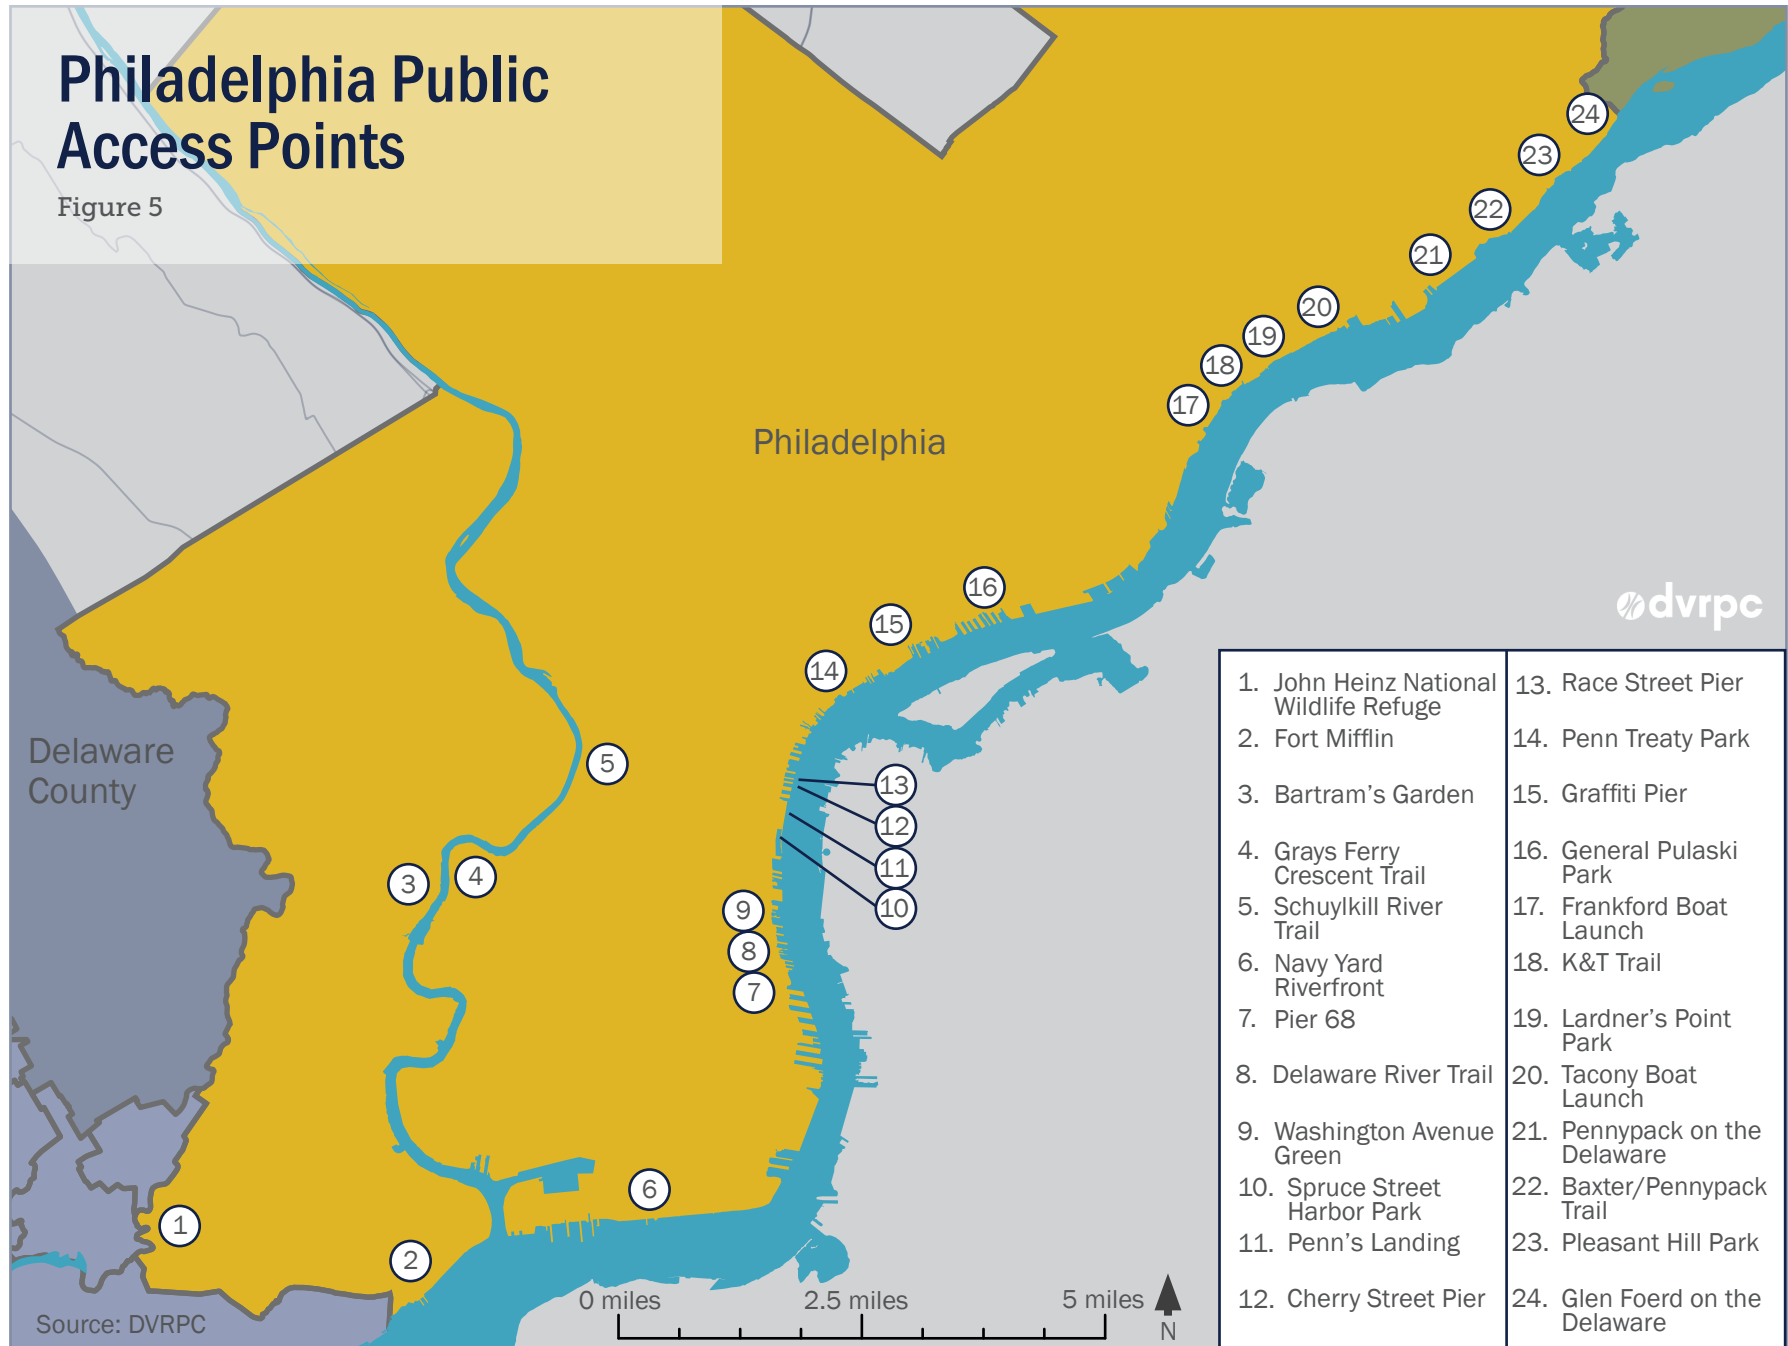 Philadelphia Public
Access Points
Figure 5
24
23
22
21
20
19
18
17
Philadelphia
16
15
14
dvrpc
Delaware
County
5
13
12
11
10
3
4
9
8
7
6
1
2
0 miles
2.5 miles
5 miles
N
Source: DVRPC
1. John Heinz National
Wildlife Refuge
2. Fort Mifflin
3. Bartram's Garden
4. Grays Ferry
Crescent Trail
5. Schuylkill River
Trail
6. Navy Yard
Riverfront
7. Pier 68
8. Delaware River Trail
9. Washington Avenue
Green
10. Spruce Street
Harbor Park
11. Penn's Landing
12. Cherry Street Pier
13. Race Street Pier
14. Penn Treaty Park
15. Graffiti Pier
16. General Pulaski
Park
17. Frankford Boat
Launch
18. K&T Trail
19. Lardner's Point
Park
20. Tacony Boat
Launch
21. Pennypack on the
Delaware
22. Baxter/Pennypack
Trail
23. Pleasant Hill Park
24. Glen Foerd on the
Delaware